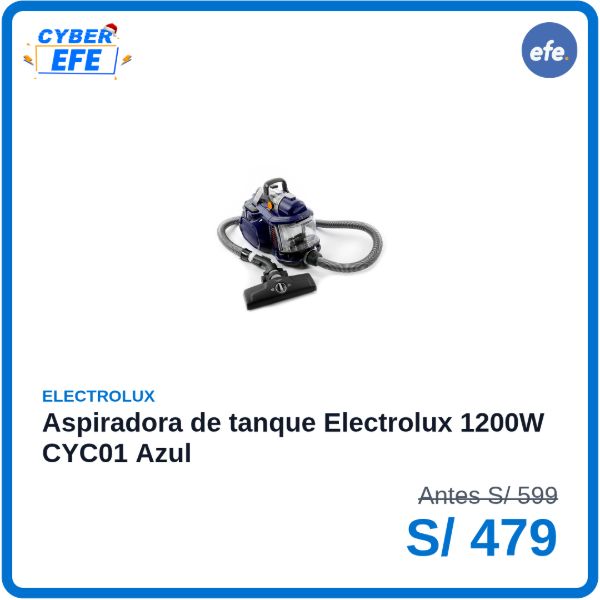 CYBER
EFE
efe.
ELECTROLUX
Aspiradora de tanque Electrolux 1200W
CYC01 Azul
Antes S/ 599
S/ 479